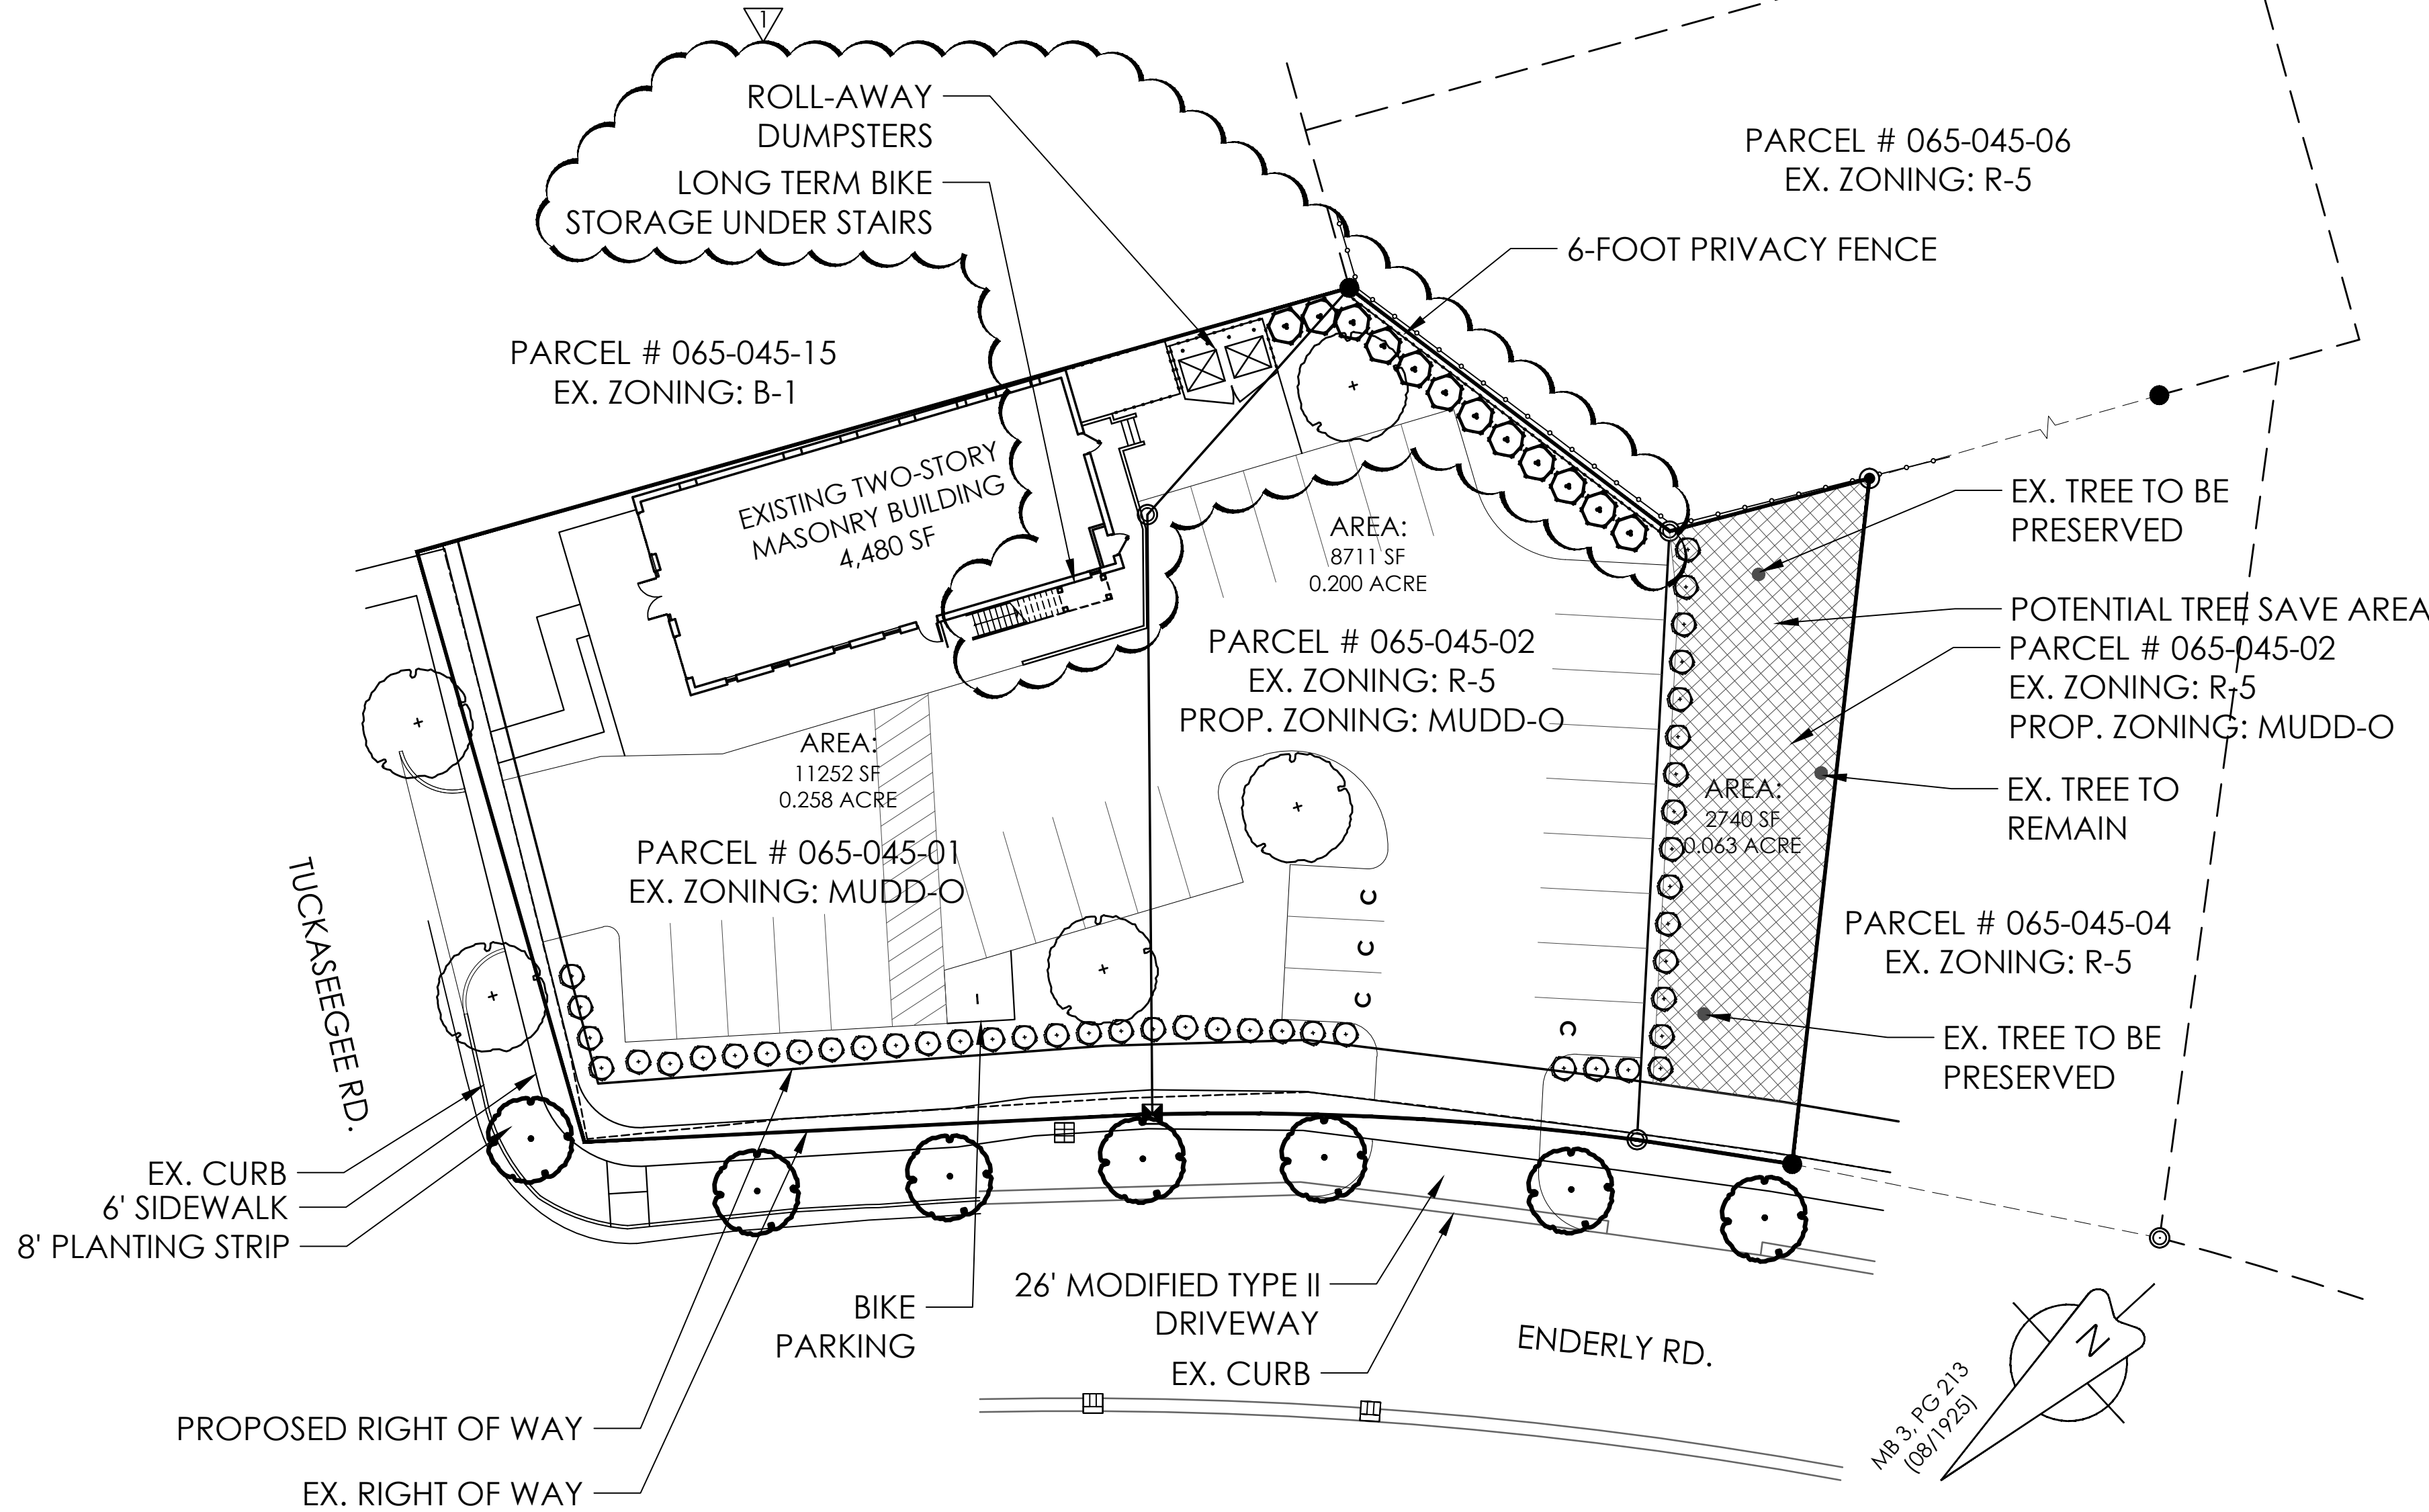 1
ROLL-AWAY
DUMPSTERS
LONG TERM BIKE
STORAGE UNDER STAIRS
PARCEL # 065-045-06
EX. ZONING: R-5
6-FOOT PRIVACY FENCE
PARCEL # 065-045-15
EX. ZONING: B-1
EXISTING TWO-STORY
MASONRY BUILDING
4,480 SF
AREA:
8711 SF
0.200 ACRE
PARCEL # 065-045-02
EX. ZONING: R-5
PROP. ZONING: MUDD-O
EX. TREE TO BE
PRESERVED
POTENTIAL TREE SAVE AREA
PARCEL # 065-045-02
EX. ZONING: R-5
PROP. ZONING: MUDD-O
EX. TREE TO
REMAIN
AREA:
2740 SF
0.063 ACRE
AREA:
11252 SF
0.258 ACRE
PARCEL # 065-045-01
EX. ZONING: MUDD-O
PARCEL # 065-045-04
EX. ZONING: R-5
EX. TREE TO BE
PRESERVED
C
C
C
C
TUCKASEEGEE RD.
EX. CURB
6' SIDEWALK
8' PLANTING STRIP
BIKE
PARKING
26' MODIFIED TYPE II
DRIVEWAY
EX. CURB
ENDERLY RD.
PROPOSED RIGHT OF WAY
EX. RIGHT OF WAY
MB 3, PG 213
(08/1925)
N